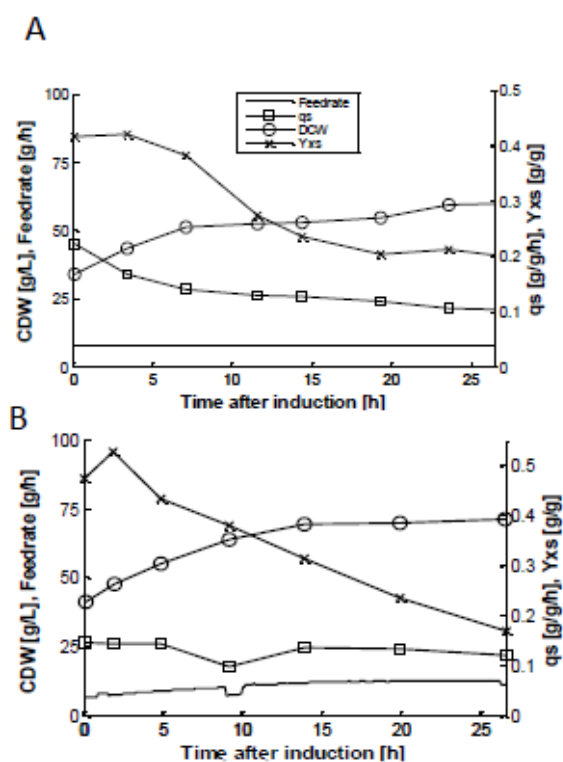 A
CDW [g/L], Feedrate [g/h]
100
75
50
25
0
Feedrate
qs
DCW
Yxs
0.5
0.4
0.3
0.2
0.1
0
qs [g/g/h], Yxs [g/g]
0 5 10 15 20 25
Time after induction [h]
B
CDW [g/L], Feedrate [g/h]
100
75
50
25
0
0.5
0.4
0.3
0.2
0.1
0
qs [g/g/h], Yxs [g/g]
0 5 10 15 20 25
Time after induction [h]